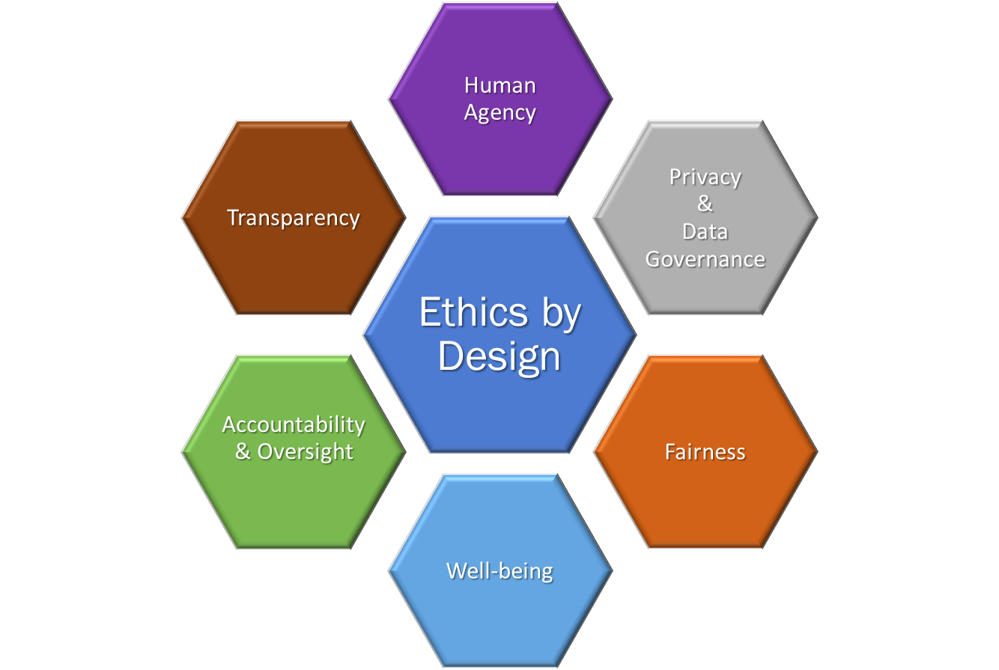 Human
Agency
Transparency
Privacy
&
Data
Governance
Ethics by
Design
Accountability
& Oversight
Fairness
Well-being